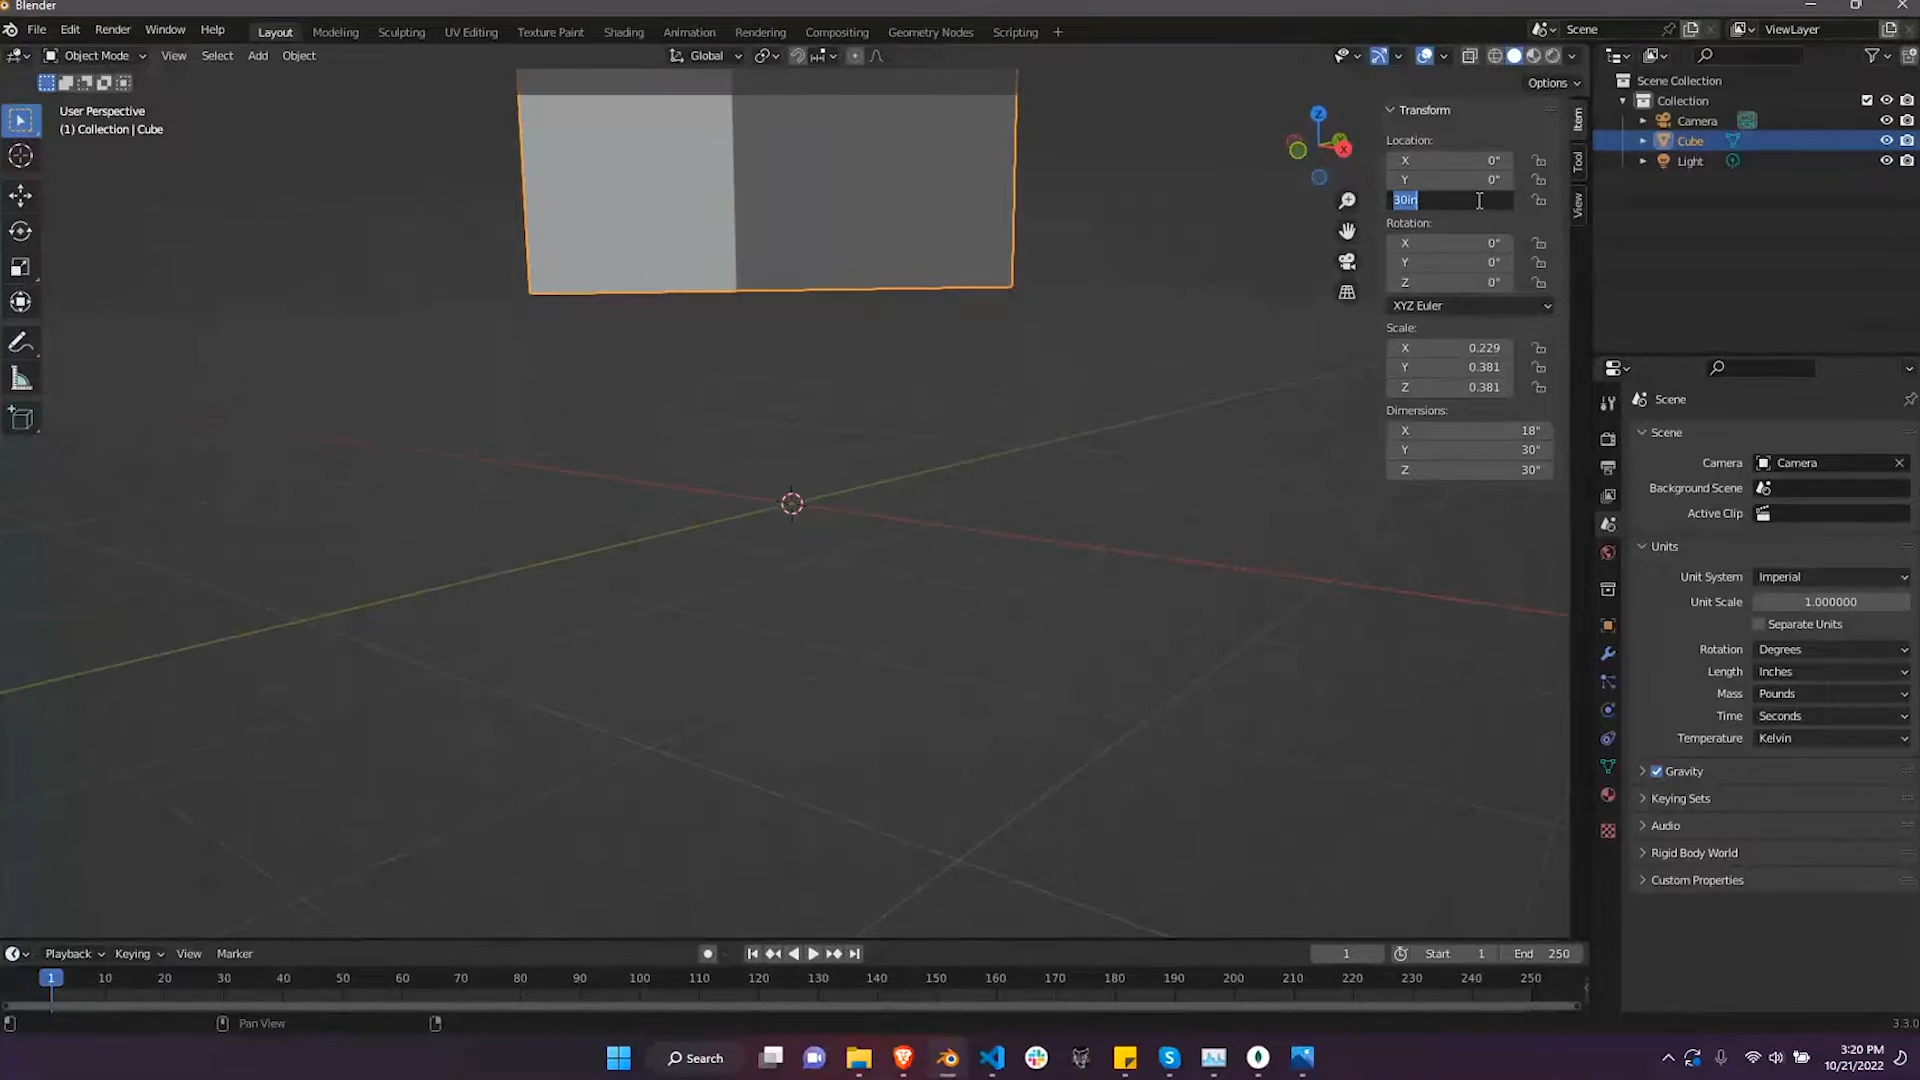 Blender
File Edit Render Window Help Layout Modeling Sculpting UV Editing Texture Paint Shading Animation Rendering Compositing Geometry Nodes Scripting + Scene ViewLayer
Object Mode View Select Add Object Global
Options
User Perspective
(1) Collection | Cube
Transform
Location:
X 0"
Y 0"
30in
Rotation:
X 0°
Y 0°
Z 0°
XYZ Euler
Scale:
X 0.229
Y 0.381
Z 0.381
Dimensions:
X 18"
Y 30"
Z 30"
Item
Tool
View
Z
X
Scene Collection
Collection
Camera
Cube
Light
Scene
Scene
Camera Camera
Background Scene
Active Clip
Units
Unit System Imperial
Unit Scale 1.000000
Separate Units
Rotation Degrees
Length Inches
Mass Pounds
Time Seconds
Temperature Kelvin
Gravity
Keying Sets
Audio
Rigid Body World
Custom Properties
Playback Keying View Marker 1 Start 1 End 250
1 10 20 30 40 50 60 70 80 90 100 110 120 130 140 150 160 170 180 190 200 210 220 230 240 250
Pan View
3.3.0
Search
3:20 PM
10/21/2022